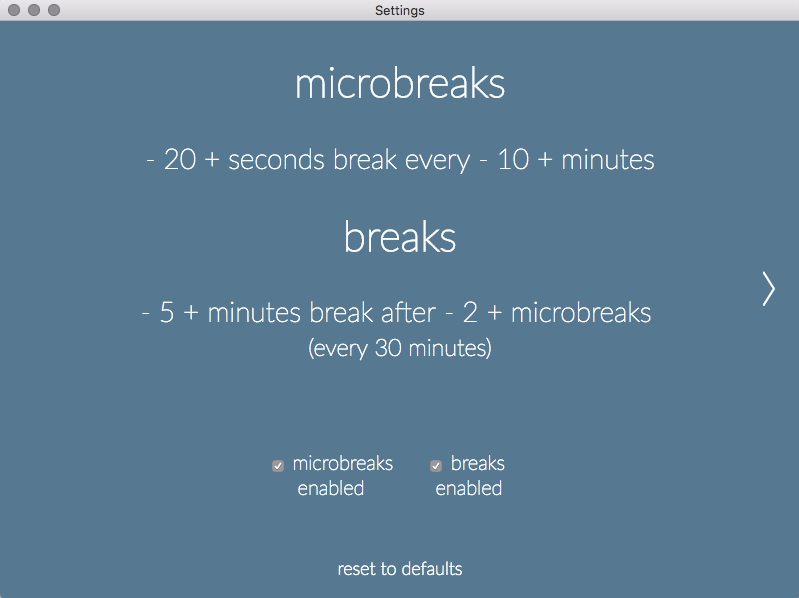 Settings
microbreaks
- 20 + seconds break every - 10 + minutes
breaks
- 5 + minutes break after - 2 + microbreaks
(every 30 minutes)
microbreaks
enabled
breaks
enabled
reset to defaults